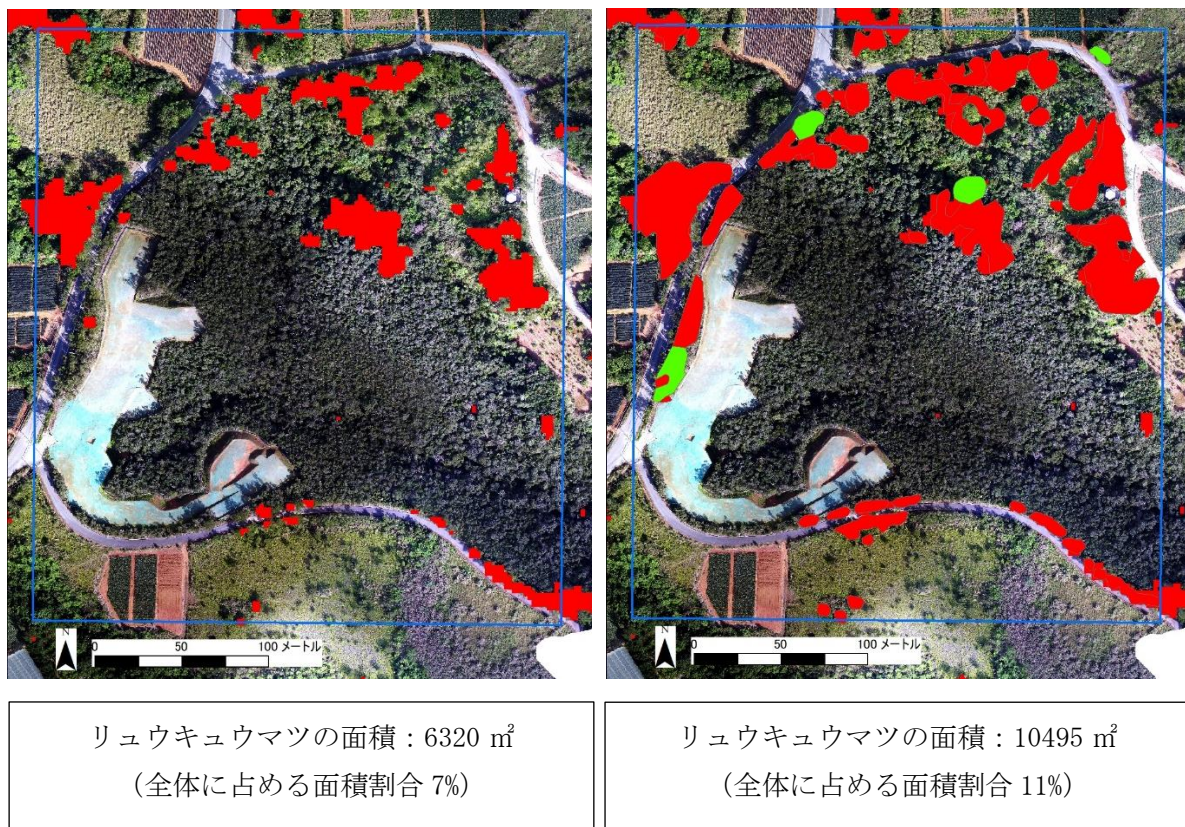 N
0 50 100 メートル
N
0 50 100 メートル
リュウキュウマツの面積：6320 ㎡
（全体に占める面積割合 7%）
リュウキュウマツの面積：10495 ㎡
（全体に占める面積割合 11%）